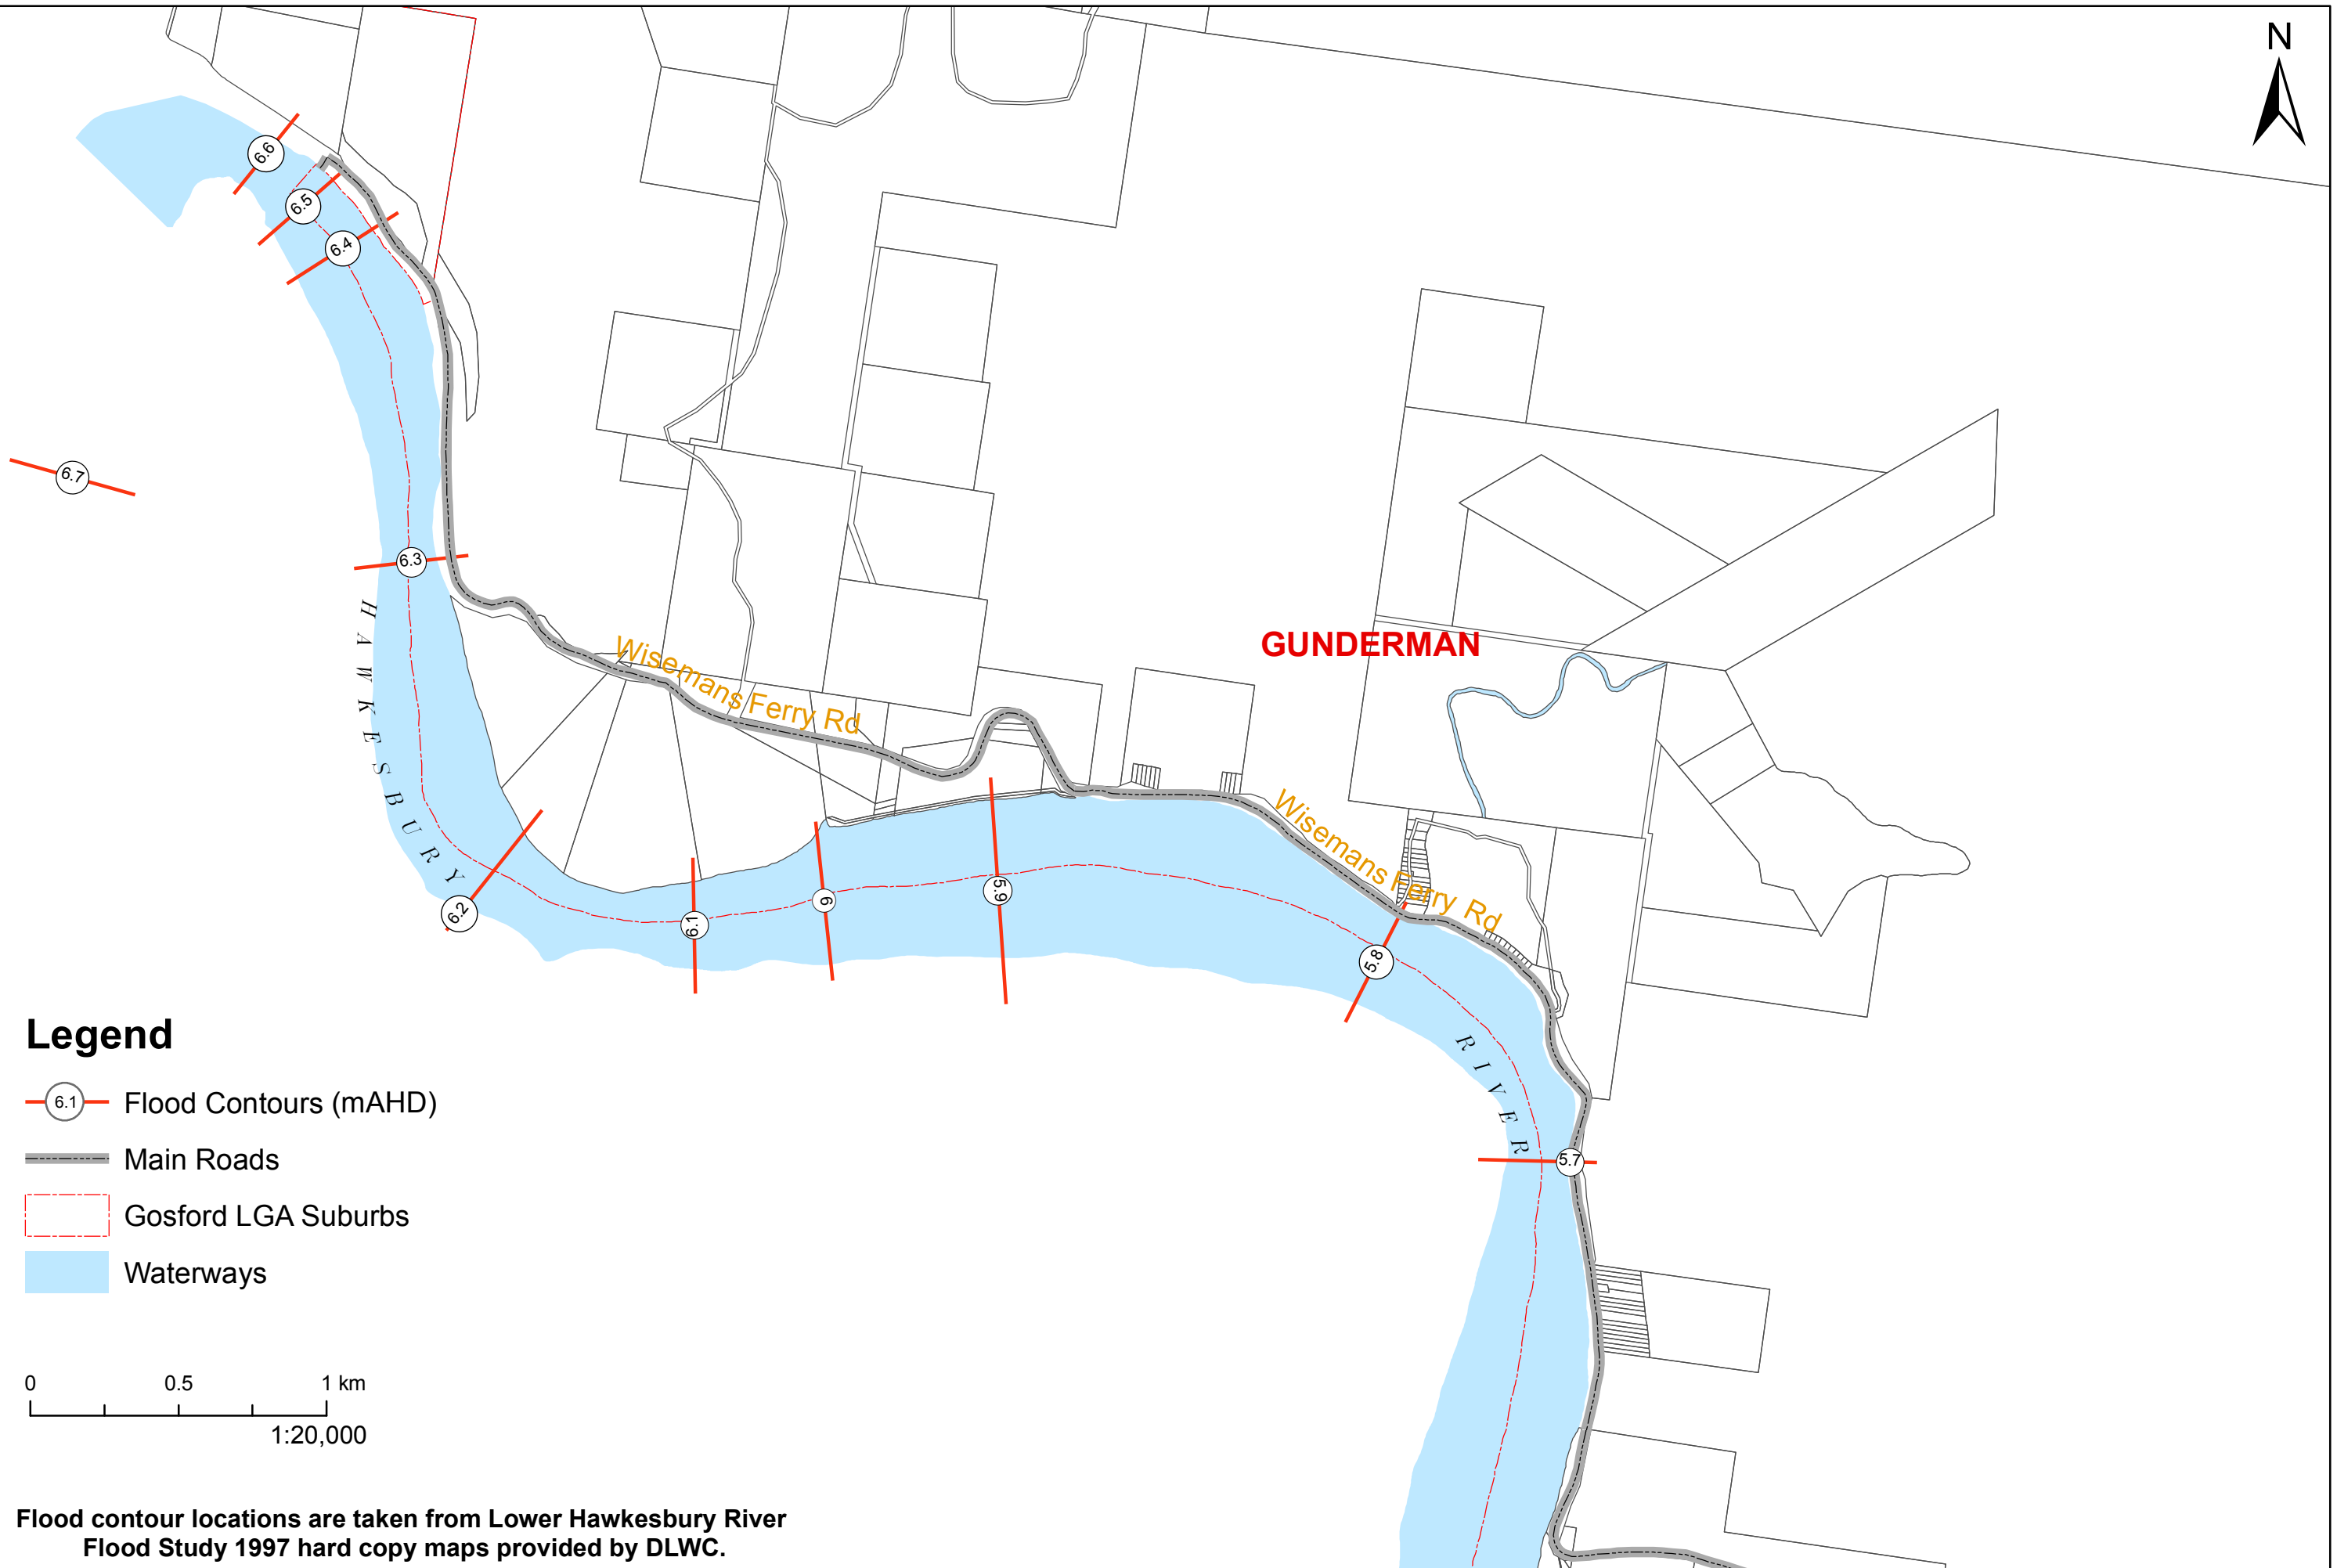 N
6.6
6.5
6.4
6.7
6.3
HAWKESBURY
Wisemans Ferry Rd
GUNDERMAN
Wisemans Ferry Rd
6.2
6.1
6
5.9
5.8
RIVER
5.7
Legend
6.1 Flood Contours (mAHD)
Main Roads
Gosford LGA Suburbs
Waterways
0 0.5 1 km
1:20,000
Flood contour locations are taken from Lower Hawkesbury River
Flood Study 1997 hard copy maps provided by DLWC.